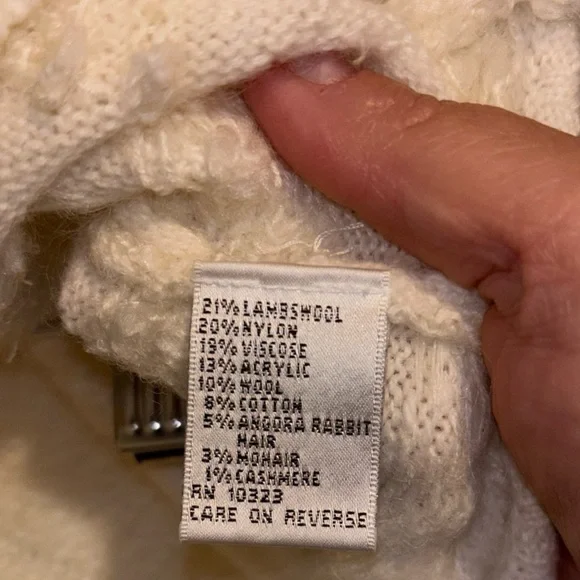 21% LAMBSWOOL
20% NYLON
19% VISCOSE
13% ACRYLIC
10% WOOL
8% COTTON
5% ANGORA RABBIT
HAIR
3% MOHAIR
1% CASHMERE
RN 10323
CARE ON REVERSE